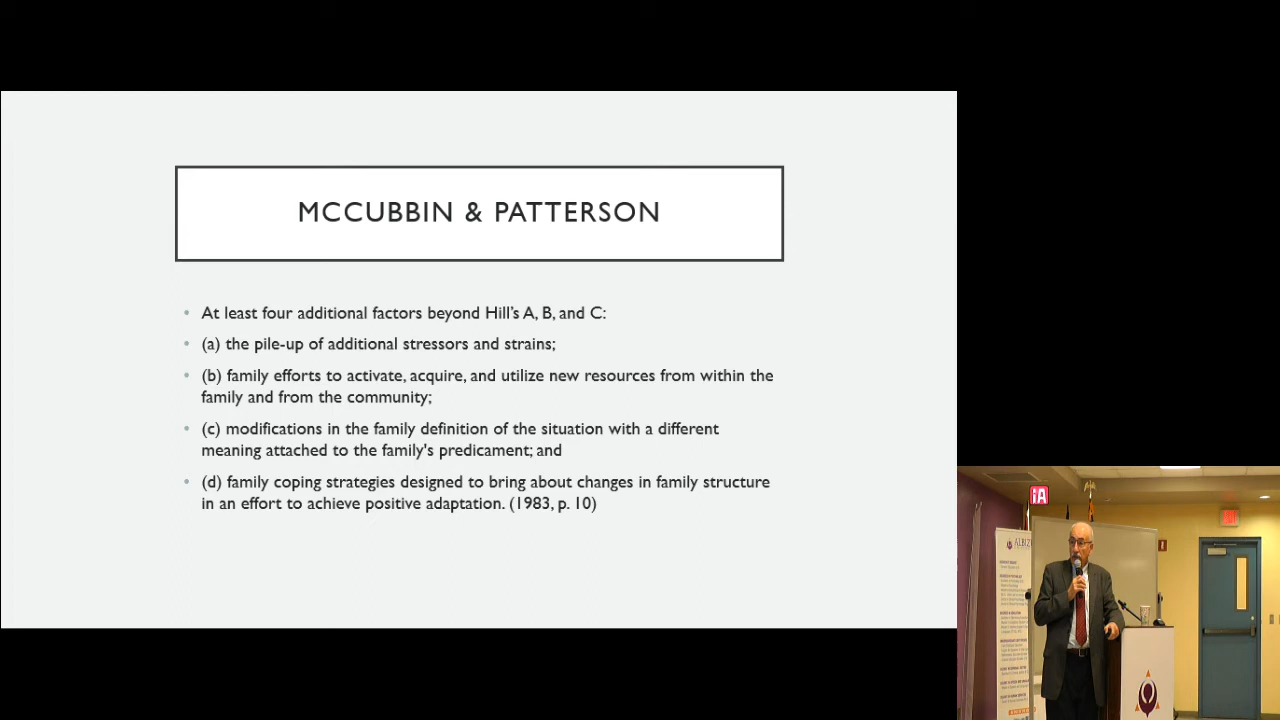 MCCUBBIN & PATTERSON
• At least four additional factors beyond Hill's A, B, and C:
• (a) the pile-up of additional stressors and strains;
• (b) family efforts to activate, acquire, and utilize new resources from within the
family and from the community;
• (c) modifications in the family definition of the situation with a different
meaning attached to the family's predicament; and
• (d) family coping strategies designed to bring about changes in family structure
in an effort to achieve positive adaptation. (1983, p. 10)
iA
ALBIZ